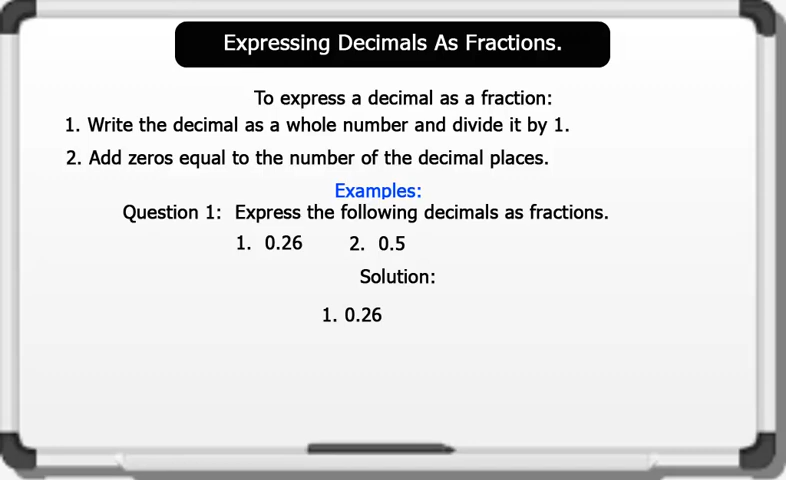 Expressing Decimals As Fractions.
To express a decimal as a fraction:
1. Write the decimal as a whole number and divide it by 1.
2. Add zeros equal to the number of the decimal places.
Examples:
Question 1: Express the following decimals as fractions.
1. 0.26 2. 0.5
Solution:
1. 0.26